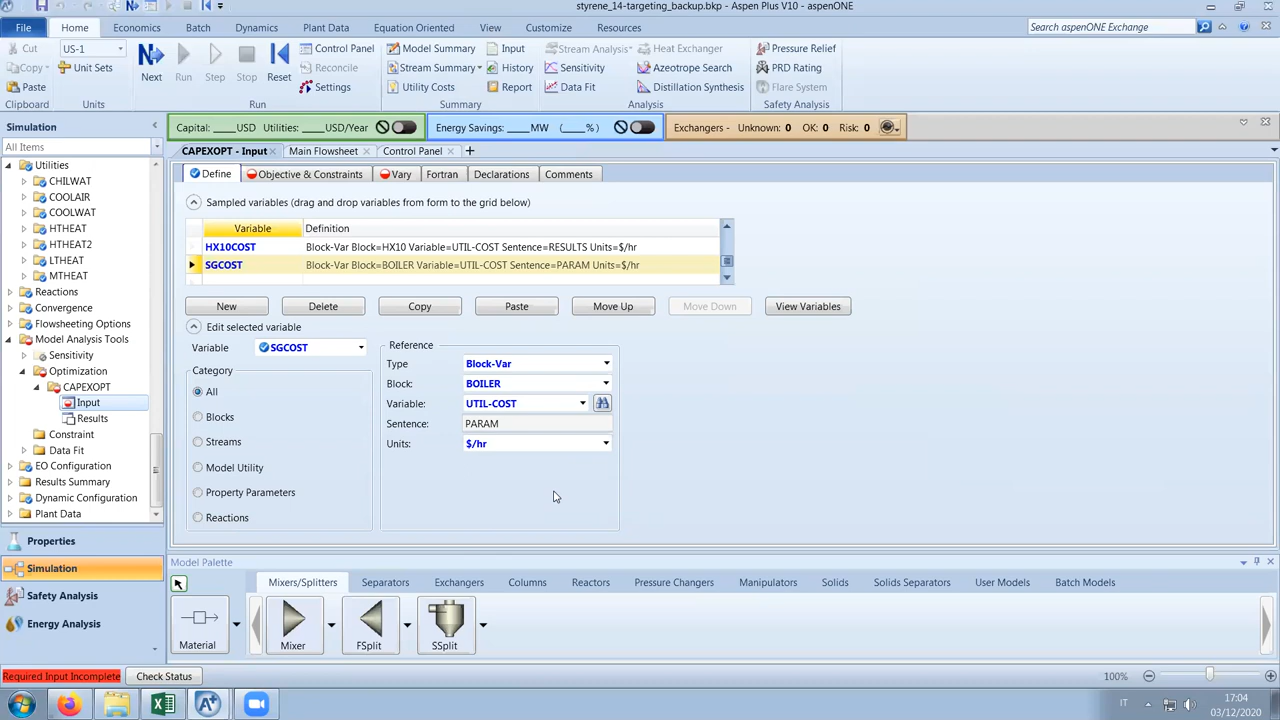 styrene_14-targeting_backup.bkp - Aspen Plus V10 - aspenONE
File Home Economics Batch Dynamics Plant Data Equation Oriented View Customize Resources Search aspenONE Exchange
Cut US-1 Control Panel Model Summary Input Stream Analysis Heat Exchanger Pressure Relief
Copy Unit Sets Next Run Step Stop Reset Reconcile Stream Summary History Sensitivity Azeotrope Search PRD Rating
Paste Settings Utility Costs Report Data Fit Distillation Synthesis Flare System
Clipboard Units Run Summary Analysis Safety Analysis
Simulation Capital: ____ USD Utilities: ____ USD/Year Energy Savings: ____ MW (____ %) Exchangers - Unknown: 0 OK: 0 Risk: 0
All Items CAPEXOPT - Input Main Flowsheet Control Panel +
Utilities
CHILWAT
COOLAIR
COOLWAT
HTHEAT
HTHEAT2
LTHEAT
MTHEAT
Reactions
Convergence
Flowsheeting Options
Model Analysis Tools
Sensitivity
Optimization
CAPEXOPT
Input
Results
Constraint
Data Fit
EO Configuration
Results Summary
Dynamic Configuration
Plant Data
Properties
Simulation
Safety Analysis
Energy Analysis
Define Objective & Constraints Vary Fortran Declarations Comments
Sampled variables (drag and drop variables from form to the grid below)
Variable Definition
HX10COST Block-Var Block=HX10 Variable=UTIL-COST Sentence=RESULTS Units=$/hr
SGCOST Block-Var Block=BOILER Variable=UTIL-COST Sentence=PARAM Units=$/hr
New Delete Copy Paste Move Up Move Down View Variables
Edit selected variable
Variable SGCOST
Category
All
Blocks
Streams
Model Utility
Property Parameters
Reactions
Reference
Type Block-Var
Block: BOILER
Variable: UTIL-COST
Sentence: PARAM
Units: $/hr
Model Palette
Mixers/Splitters Separators Exchangers Columns Reactors Pressure Changers Manipulators Solids Solids Separators User Models Batch Models
Material Mixer FSplit SSplit
Required Input Incomplete Check Status 100%
IT 17:04
03/12/2020